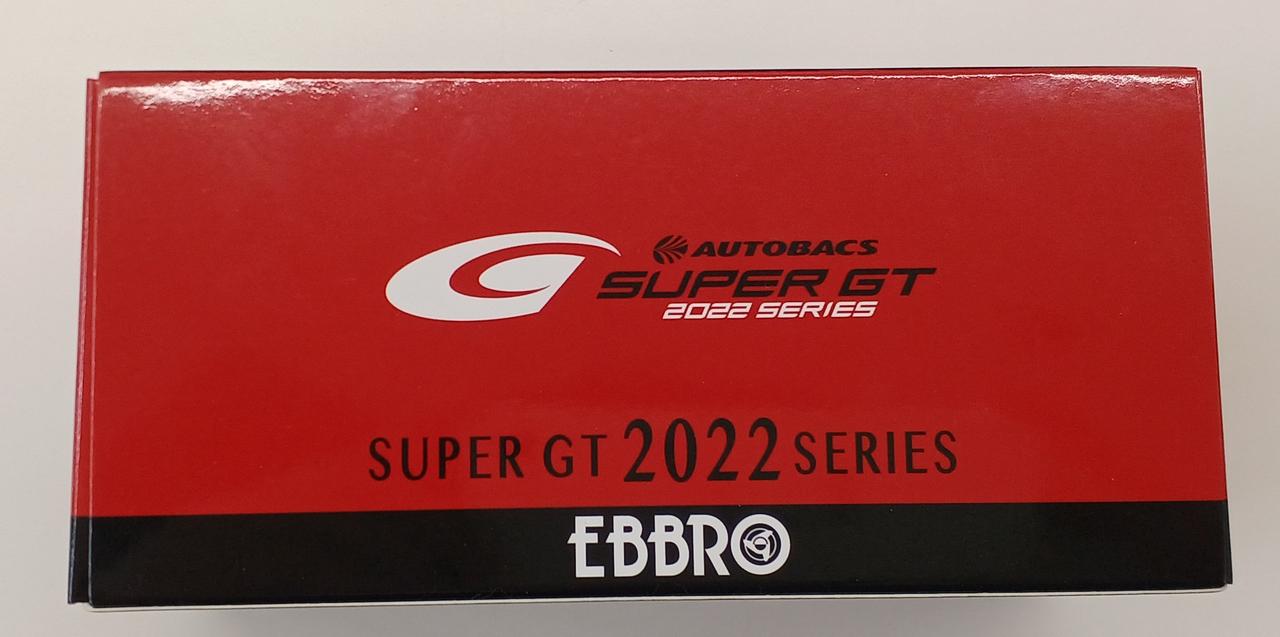 AUTOBACS
SUPER GT
2022 SERIES
SUPER GT 2022 SERIES
EBBRO